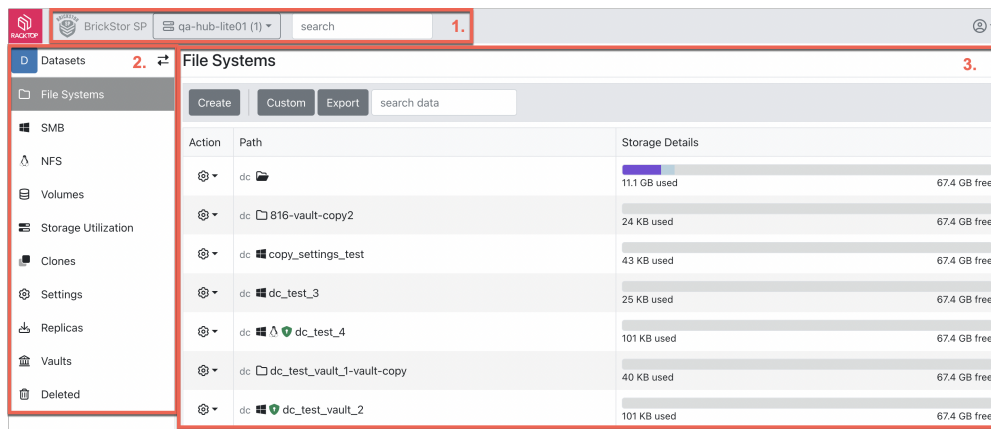 RACKTOP
BRICKSTOR
BrickStor SP
qa-hub-lite01 (1)
search
1.
D
Datasets
2.
File Systems
SMB
NFS
Volumes
Storage Utilization
Clones
Settings
Replicas
Vaults
Deleted
File Systems
3.
Create
Custom
Export
search data
Action Path Storage Details
dc
11.1 GB used 67.4 GB free
dc 816-vault-copy2
24 KB used 67.4 GB free
dc copy_settings_test
43 KB used 67.4 GB free
dc dc_test_3
25 KB used 67.4 GB free
dc dc_test_4
101 KB used 67.4 GB free
dc dc_test_vault_1-vault-copy
40 KB used 67.4 GB free
dc dc_test_vault_2
101 KB used 67.4 GB free